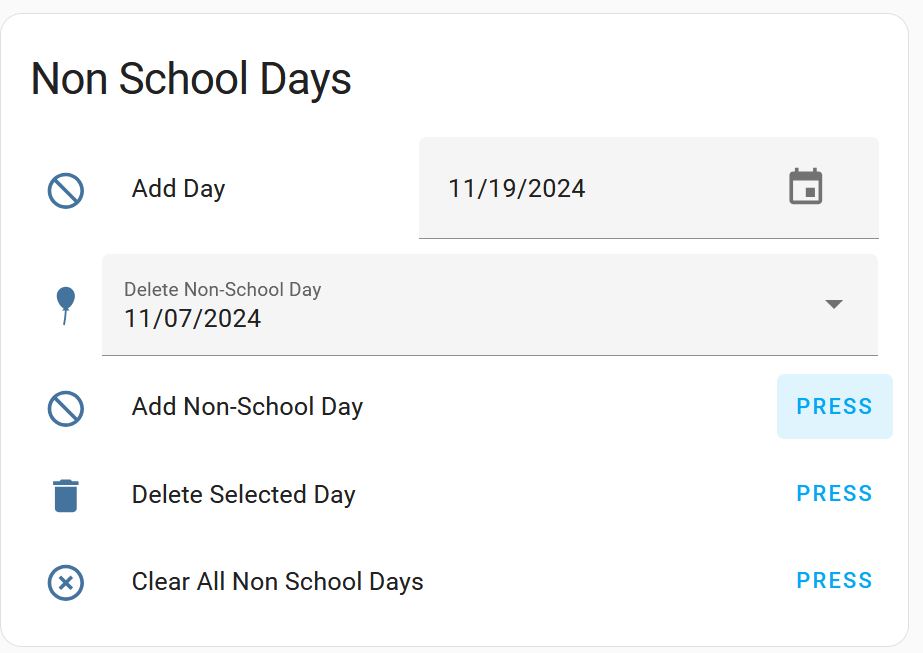 Non School Days
Add Day
11/19/2024
Delete Non-School Day
11/07/2024
Add Non-School Day
PRESS
Delete Selected Day
PRESS
Clear All Non School Days
PRESS